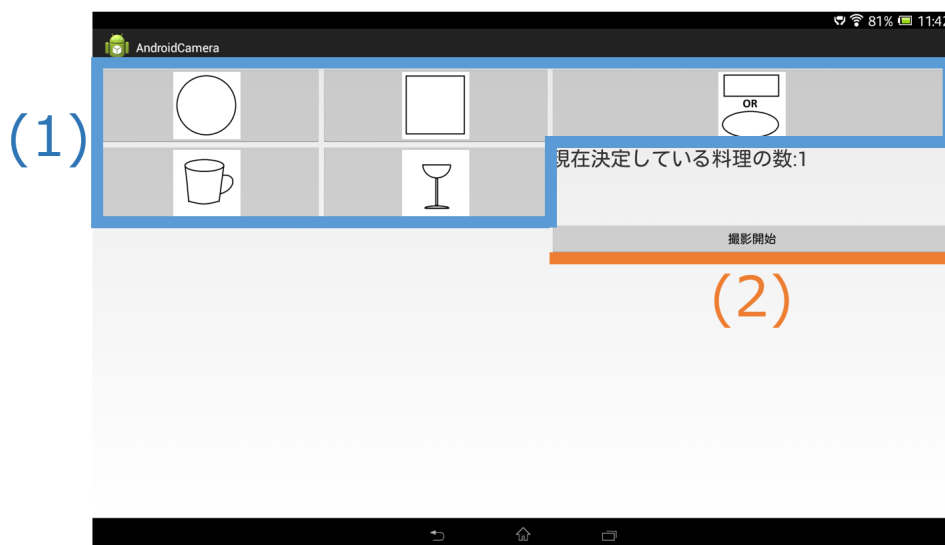 81% 11:42
AndroidCamera
(1)
OR
現在決定している料理の数:1
撮影開始
(2)